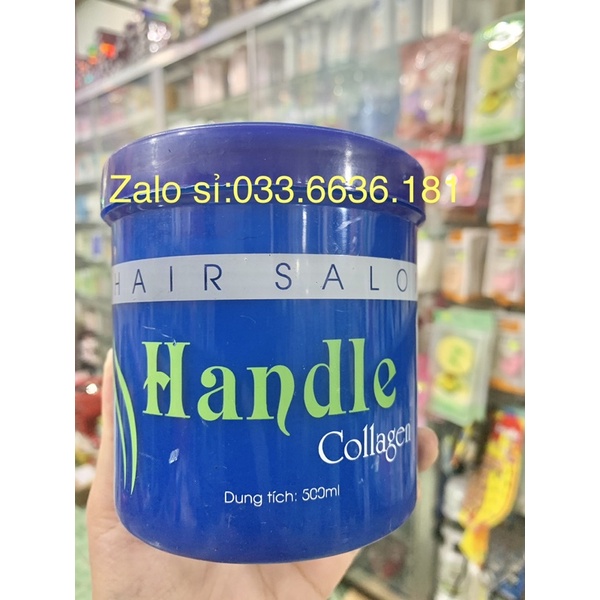 Zalo sỉ:033.6636.181
HAIR SALO
Handle
Collagen
Dung tích: 500ml